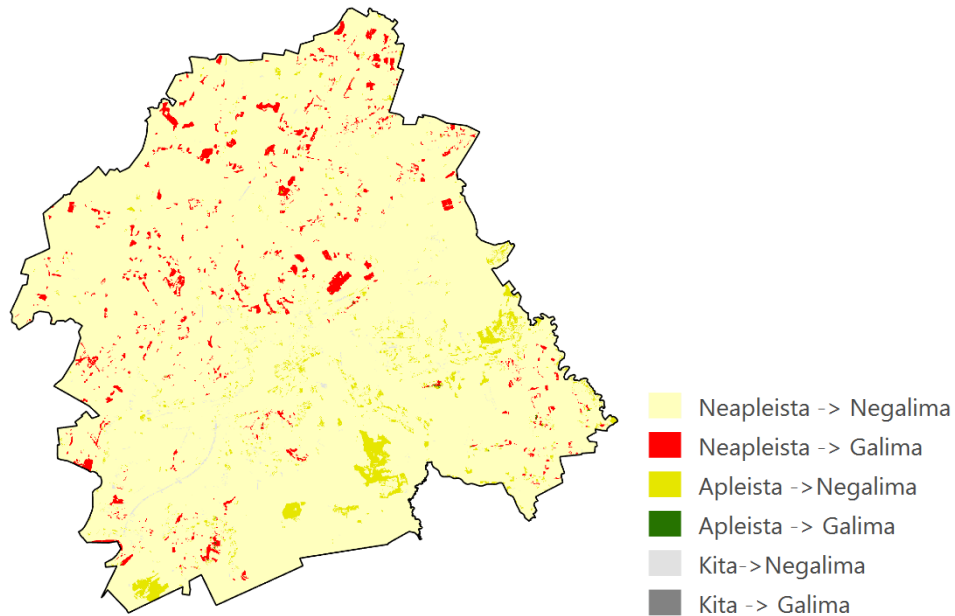 Neapleista -> Negalima
Neapleista -> Galima
Apleista ->Negalima
Apleista -> Galima
Kita->Negalima
Kita -> Galima